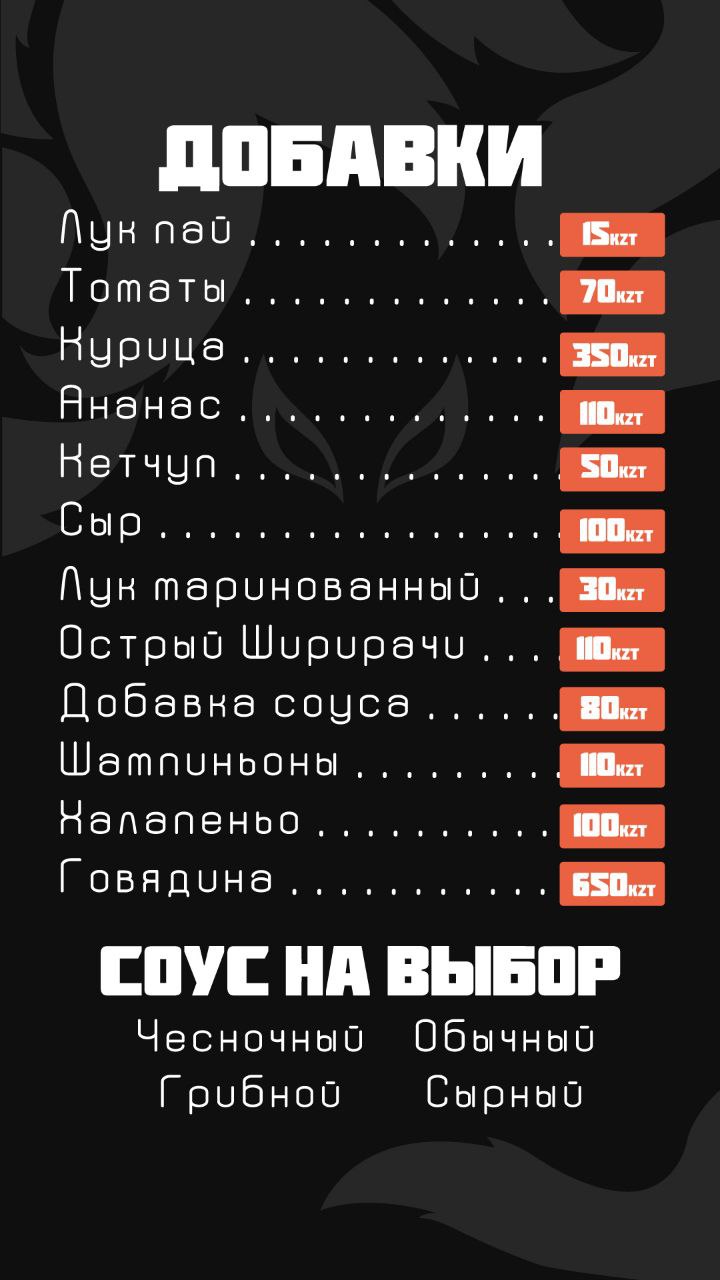 ДОБАВКИ
Лук пай . . . . . . . . . . . . . 15KZT
Томаты . . . . . . . . . . . . . 70KZT
Курица . . . . . . . . . . . . . 350KZT
Ананас . . . . . . . . . . . . . 110KZT
Кетчуп . . . . . . . . . . . . . . 50KZT
Сыр . . . . . . . . . . . . . . . . . 100KZT
Лук маринованный . . . 30KZT
Острый Ширирачи . . . . 110KZT
Добавка соуса . . . . . . 80KZT
Шампиньоны . . . . . . . . . 110KZT
Халапеньо . . . . . . . . . . 100KZT
Говядина . . . . . . . . . . . 650KZT
СОУС НА ВЫБОР
Чесночный Обычный
Грибной Сырный